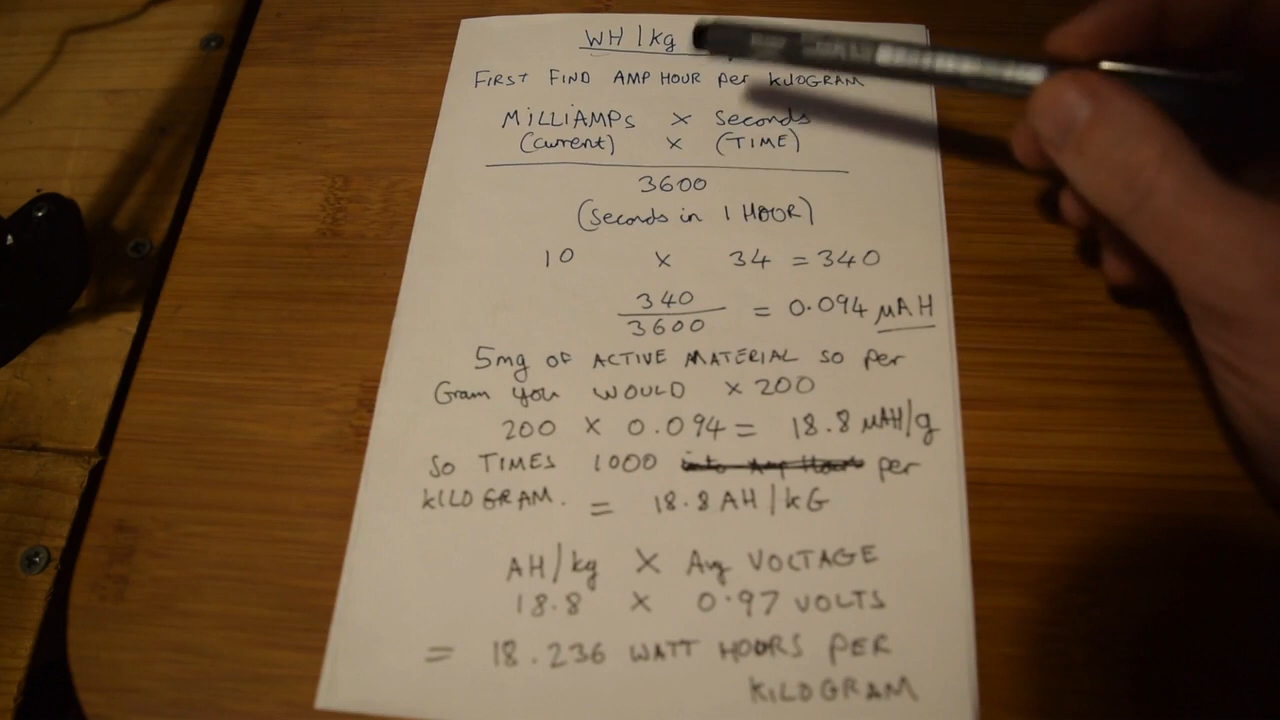 WH/kg
FIRST FIND AMP HOUR per KILOGRAM
MILLIAMPS x Seconds
(current) x (TIME)
3600
(Seconds in 1 HOUR)
10 x 34 = 340
340
3600
= 0.094 µAH
5mg OF ACTIVE MATERIAL SO per
Gram you WOULD x 200
200 x 0.094 = 18.8 µAH/g
SO TIMES 1000 per
KILOGRAM. = 18.8 AH/KG
AH/kg X Avg VOLTAGE
18.8 x 0.97 VOLTS
= 18.236 WATT HOURS PER
KILOGRAM